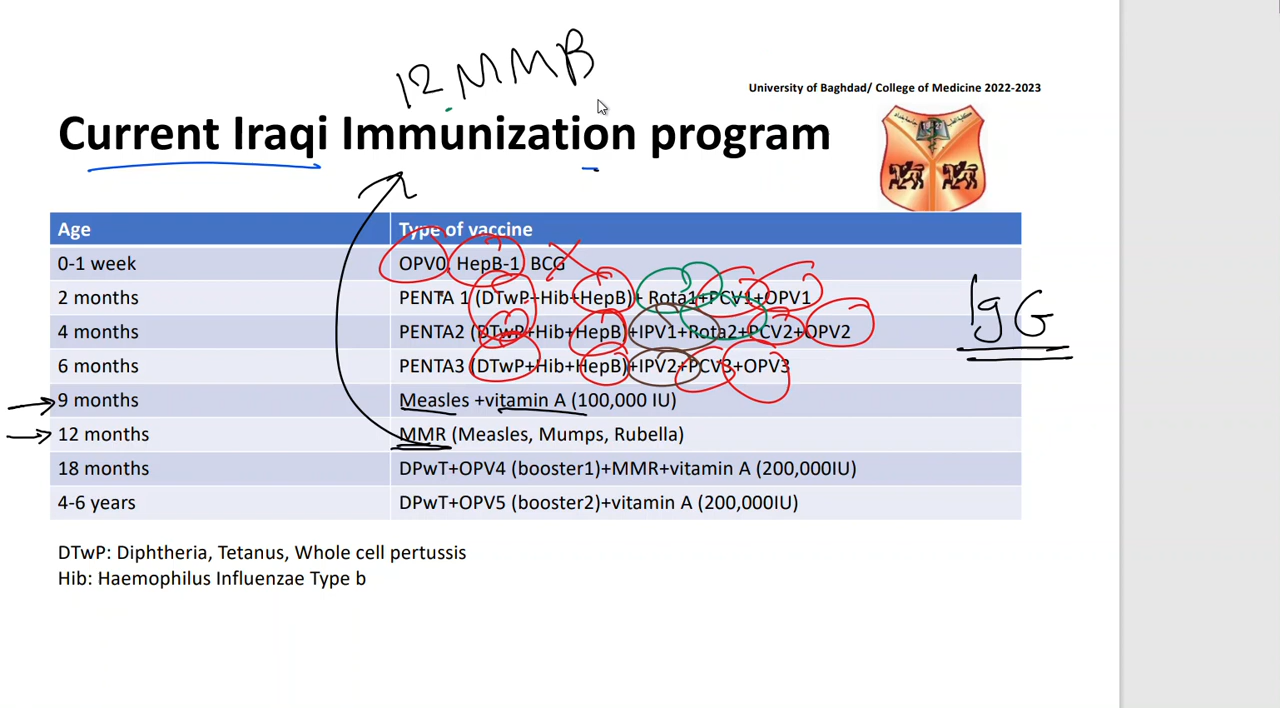 12 MMB
University of Baghdad/ College of Medicine 2022-2023
Current Iraqi Immunization program
Age Type of vaccine
0-1 week OPV0, HepB-1, BCG
2 months PENTA 1 (DTwP+Hib+HepB)+ Rota1+PCV1+OPV1
4 months PENTA2 (DTwP+Hib+HepB)+IPV1+Rota2+PCV2+OPV2
6 months PENTA3 (DTwP+Hib+HepB)+IPV2+PCV3+OPV3
9 months Measles +vitamin A (100,000 IU)
12 months MMR (Measles, Mumps, Rubella)
18 months DPwT+OPV4 (booster1)+MMR+vitamin A (200,000IU)
4-6 years DPwT+OPV5 (booster2)+vitamin A (200,000IU)
IgG
DTwP: Diphtheria, Tetanus, Whole cell pertussis
Hib: Haemophilus Influenzae Type b